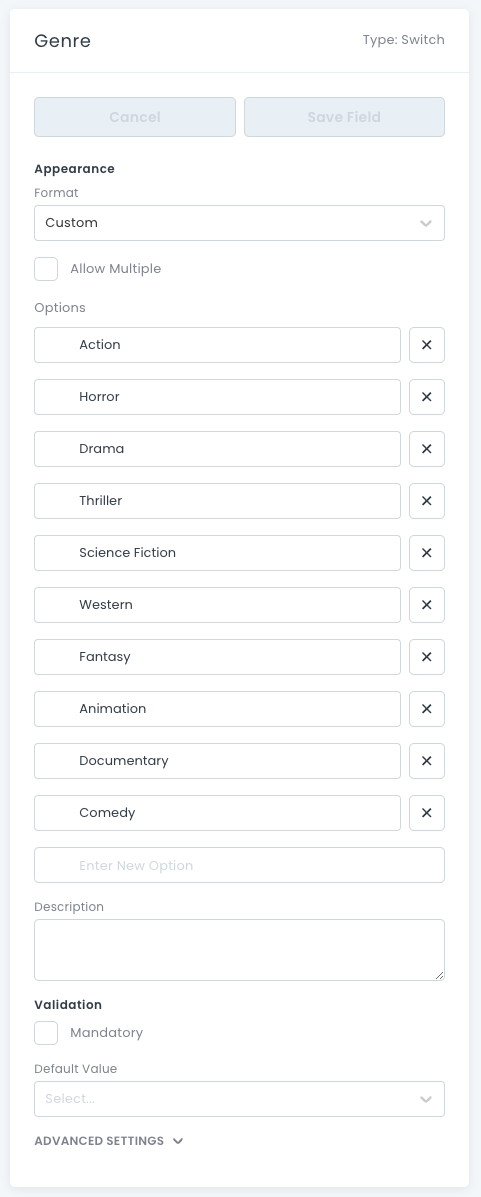 Genre
Type: Switch
Cancel
Save Field
Appearance
Format
Custom
Allow Multiple
Options
Action
Horror
Drama
Thriller
Science Fiction
Western
Fantasy
Animation
Documentary
Comedy
Enter New Option
Description
Validation
Mandatory
Default Value
Select...
ADVANCED SETTINGS